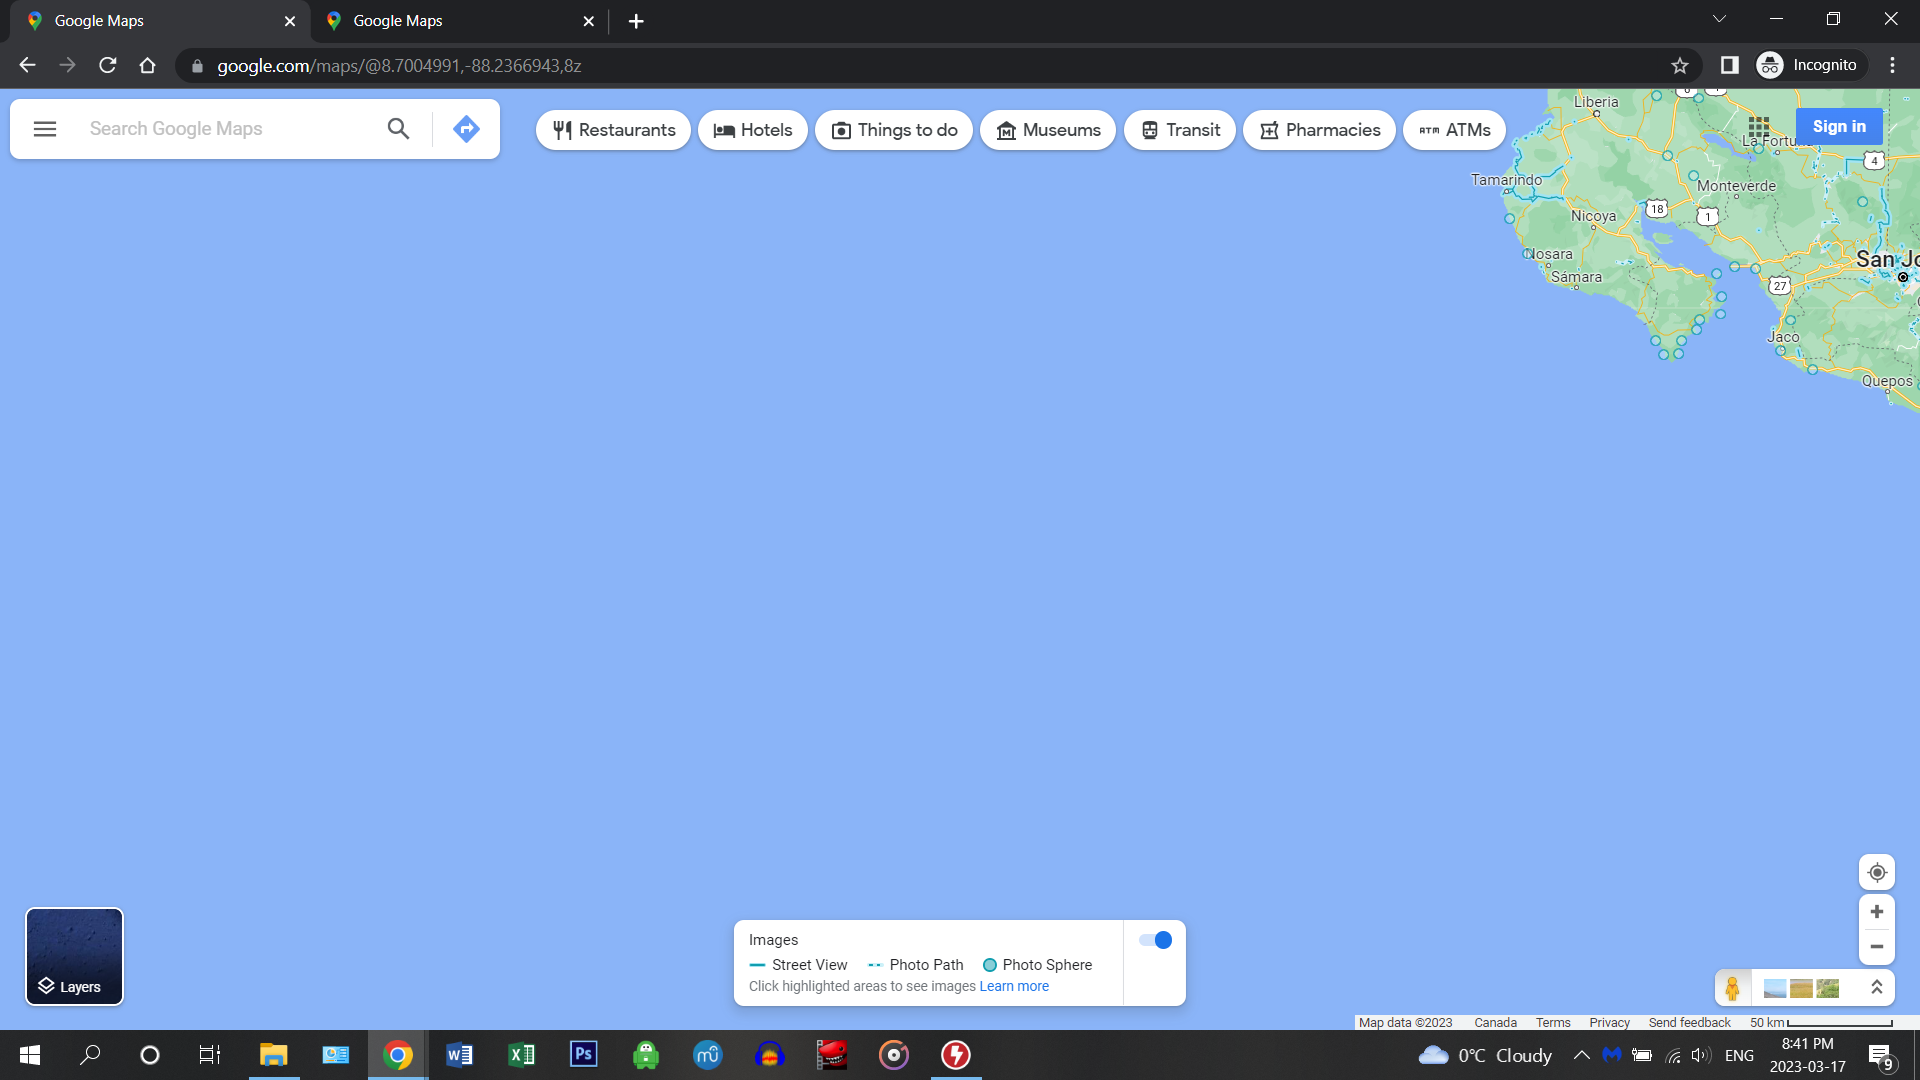 Google Maps
Google Maps
google.com/maps/@8.7004991,-88.2366943,8z
Incognito
Search Google Maps
Restaurants
Hotels
Things to do
Museums
Transit
Pharmacies
ATM ATMs
Sign in
Liberia
La Fortu
4
Tamarindo
Monteverde
Nicoya
18
1
Nosara
San Jo
Sámara
27
Jaco
Quepos
Layers
Images
Street View
Photo Path
Photo Sphere
Click highlighted areas to see images Learn more
Map data ©2023
Canada
Terms
Privacy
Send feedback
50 km
W
X
Ps
mu
0°C Cloudy
ENG
8:41 PM
2023-03-17
9